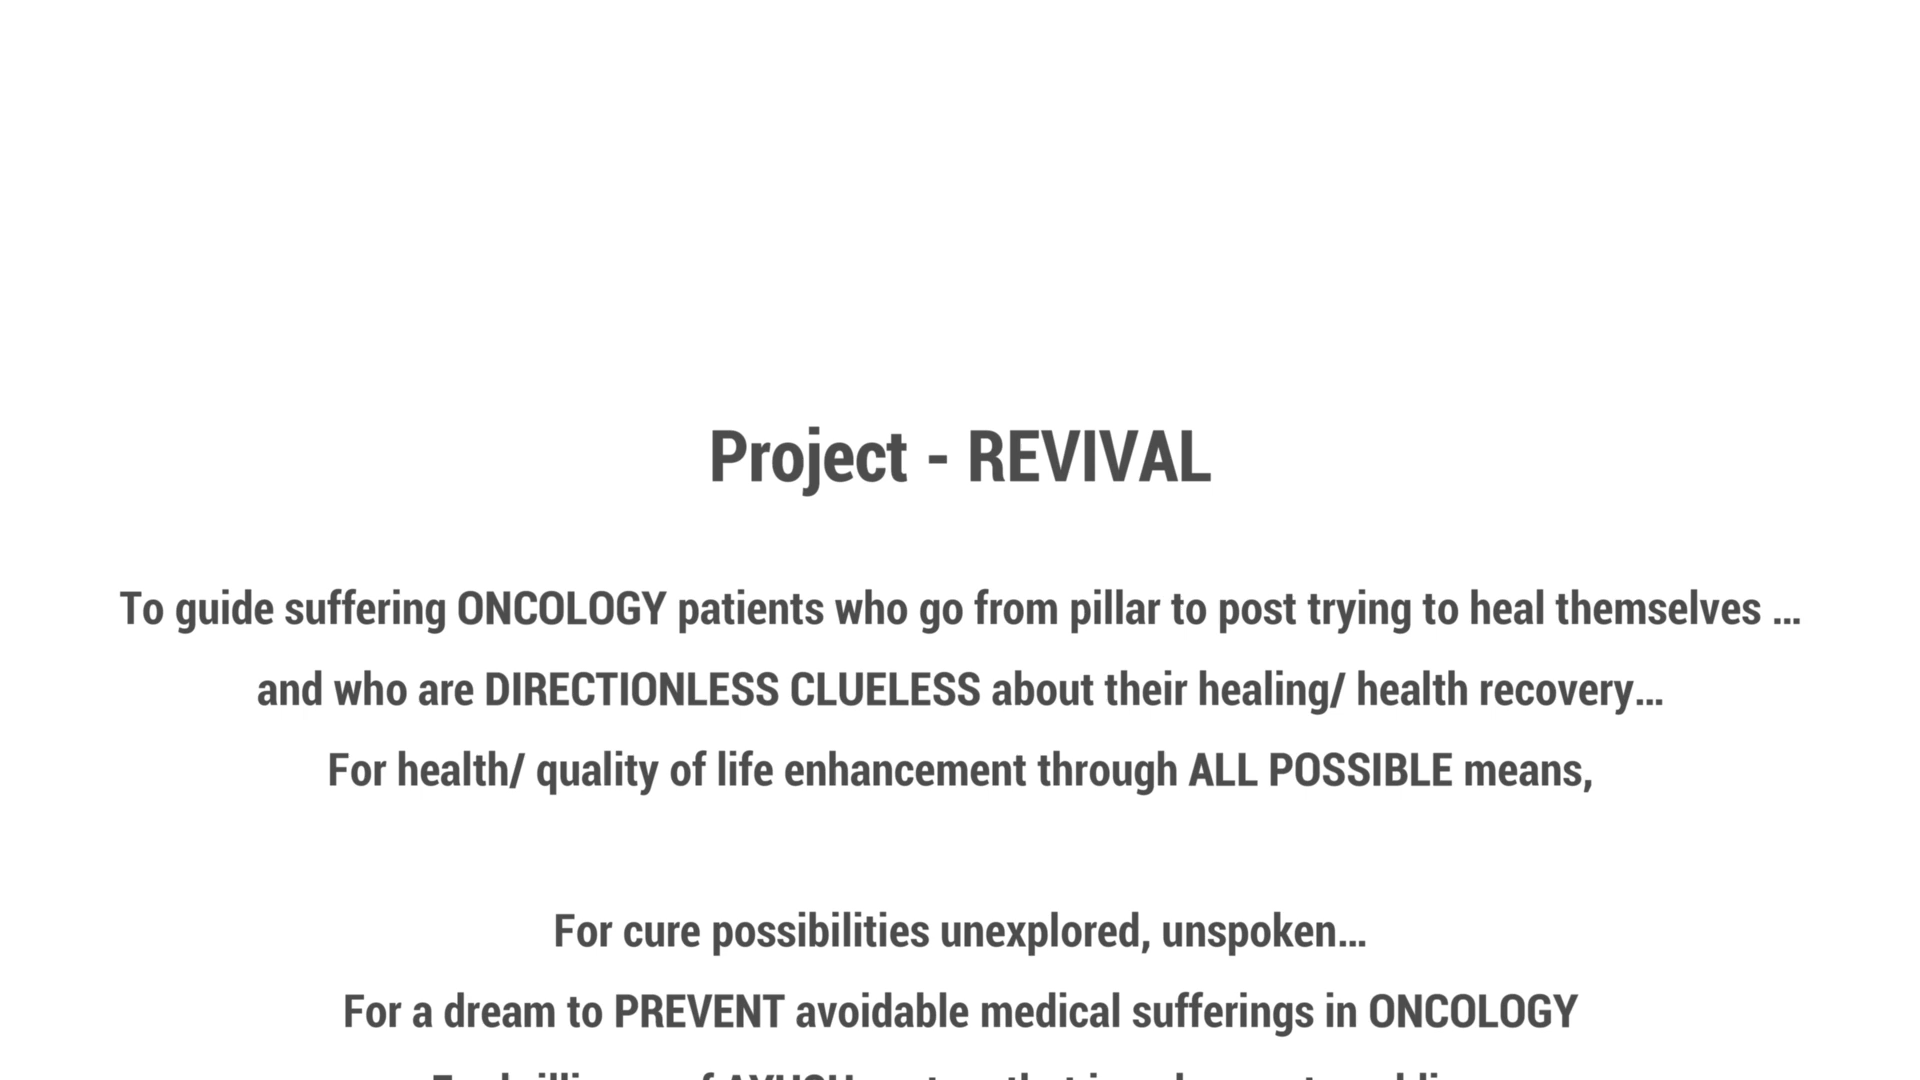 Project - REVIVAL
To guide suffering ONCOLOGY patients who go from pillar to post trying to heal themselves ...
and who are DIRECTIONLESS CLUELESS about their healing/ health recovery...
For health/ quality of life enhancement through ALL POSSIBLE means,
For cure possibilities unexplored, unspoken...
For a dream to PREVENT avoidable medical sufferings in ONCOLOGY